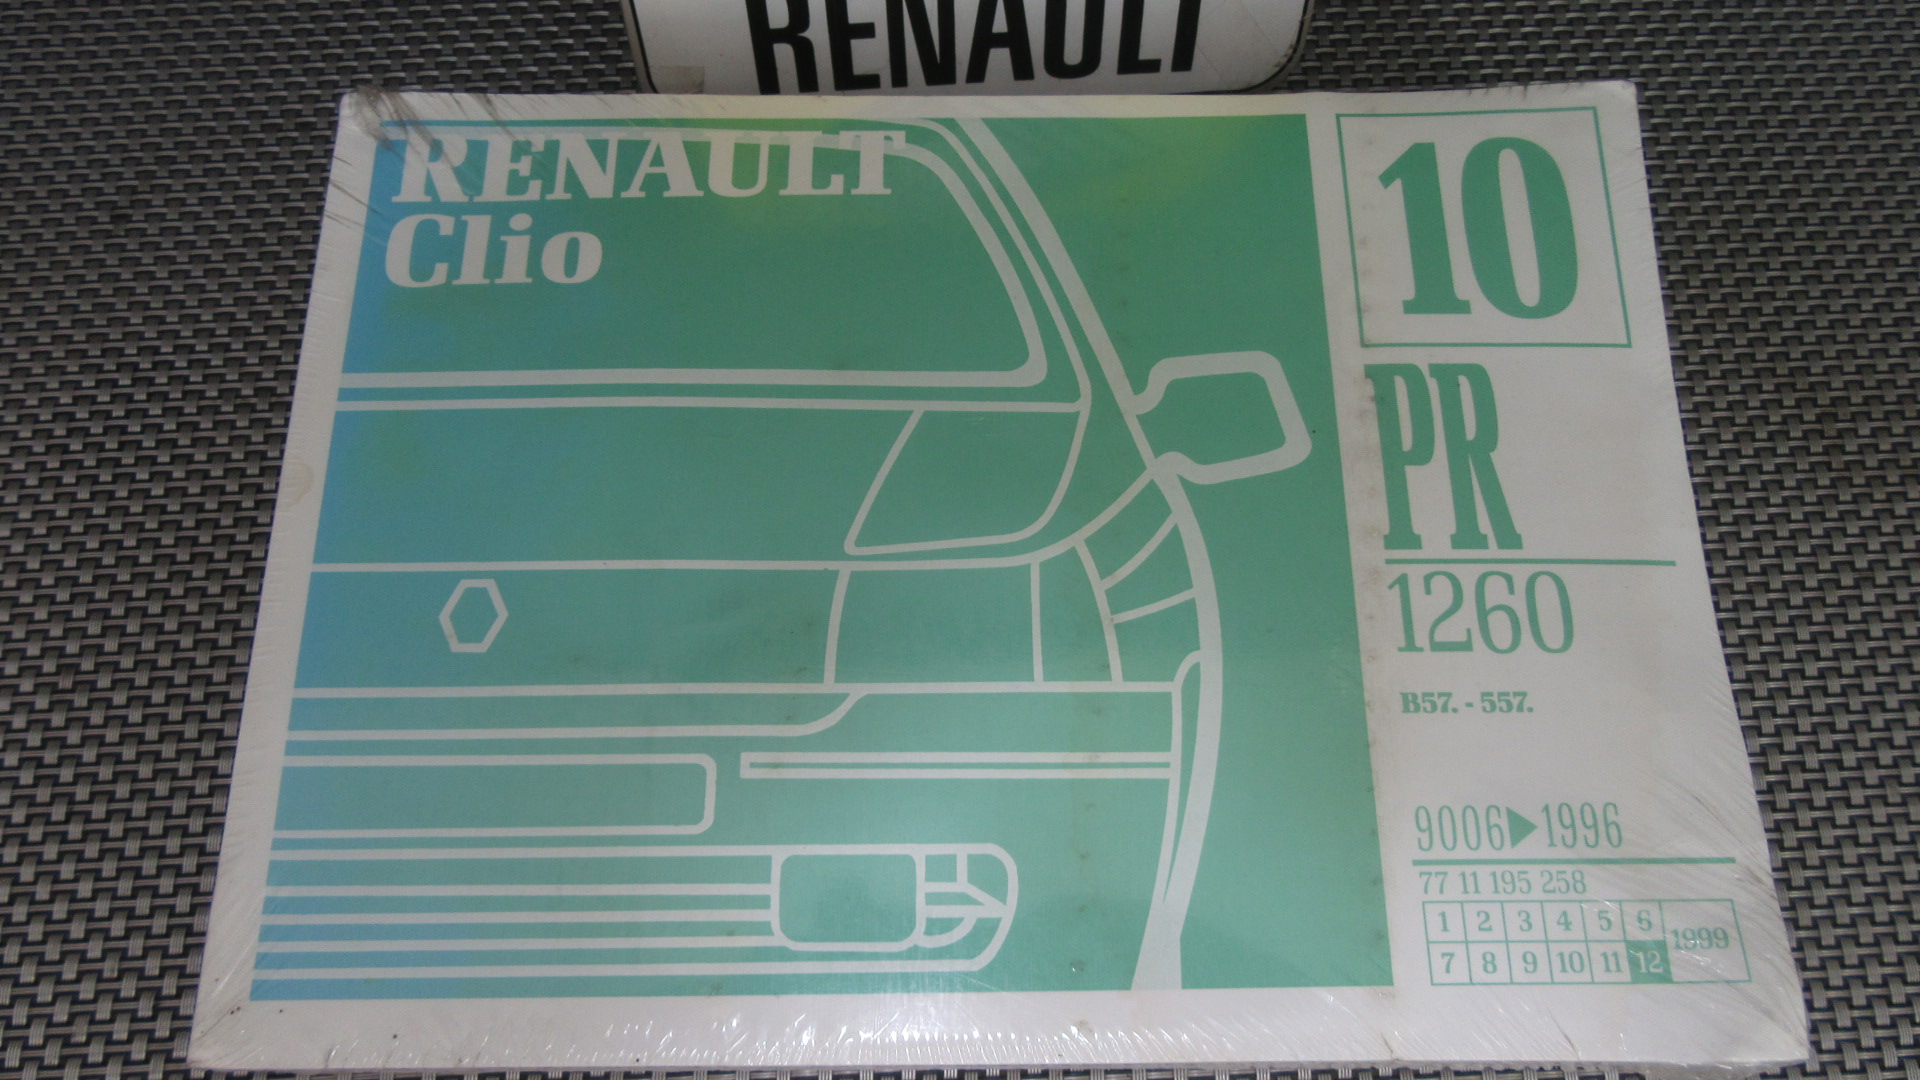 RENAULT
RENAULT
Clio
10
PR
1260
B57. - 557.
9006▶1996
77 11 195 258
1 2 3 4 5 6
1999
7 8 9 10 11 12